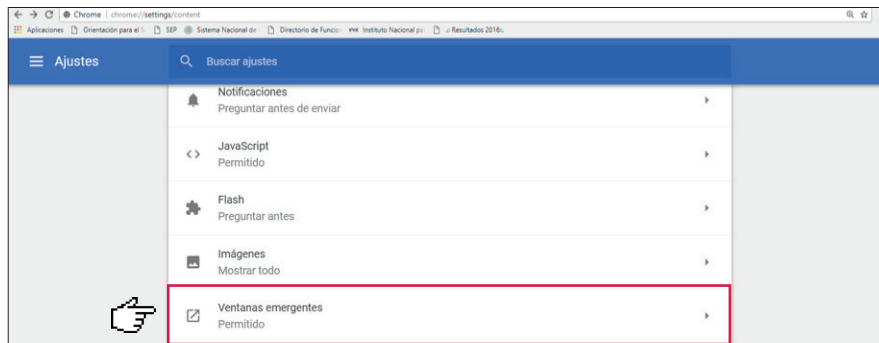 Chrome | chrome://settings/content
Aplicaciones Orientación para el S SEP Sistema Nacional de Directorio de Funcio Instituto Nacional pa Resultados 2016
Ajustes Buscar ajustes
Notificaciones
Preguntar antes de enviar
JavaScript
Permitido
Flash
Preguntar antes
Imágenes
Mostrar todo
Ventanas emergentes
Permitido